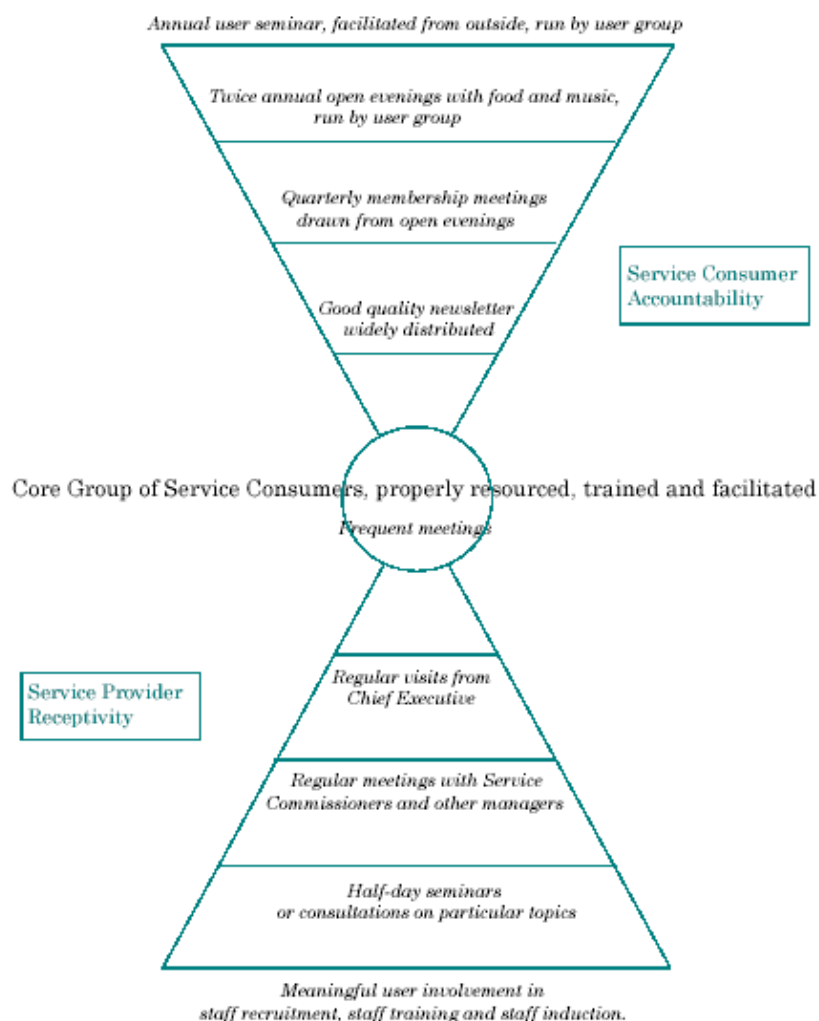 Annual user seminar, facilitated from outside, run by user group
Twice annual open evenings with food and music,
run by user group
Quarterly membership meetings
drawn from open evenings
Service Consumer
Accountability
Good quality newsletter
widely distributed
Core Group of Service Consumers, properly resourced, trained and facilitated
Frequent meetings
Service Provider
Receptivity
Regular visits from
Chief Executive
Regular meetings with Service
Commissioners and other managers
Half-day seminars
or consultations on particular topics
Meaningful user involvement in
staff recruitment, staff training and staff induction.